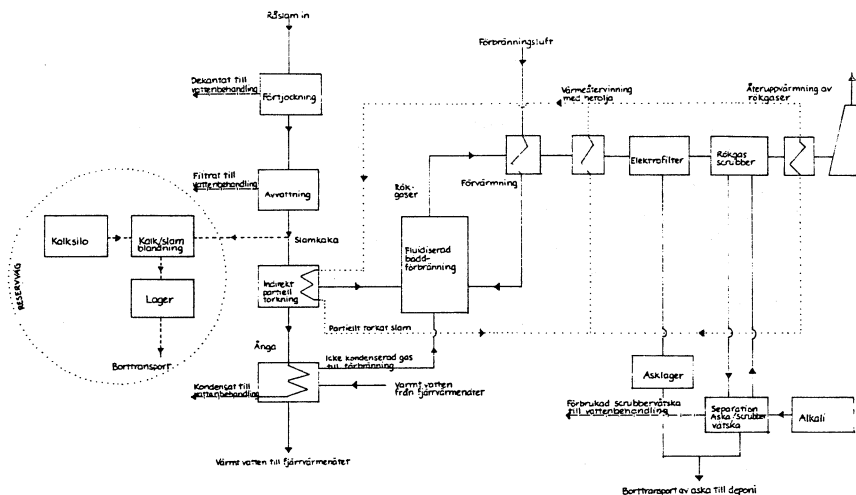 Råslam in
Dekantat till
vattenbehandling
Förtjockning
Förbränningsluft
Värmeåtervinning
med hetolja
Återuppvärmning av
rökgaser
Filtrat till
vattenbehandling
Avvattning
Rök-
gaser
Förvärmning
Elektrofilter
Rökgas
scrubber
RESERVVÄG
Kalksilo
Kalk/slam
blandning
Slamkaka
Fluidiserad
bädd-
förbränning
Lager
Indirekt
partiell
torkning
Partiellt torkat slam
Borttransport
Ånga
Icke kondenserad gas
till förbränning
Kondensat till
vattenbehandling
Varmt vatten
från fjärrvärmenätet
Värmt vatten till fjärrvärmenätet
Asklager
Förbrukad scrubbervätska
till vattenbehandling
Separation
Aska/scrubber
vätska
Alkali
Borttransport av aska till deponi